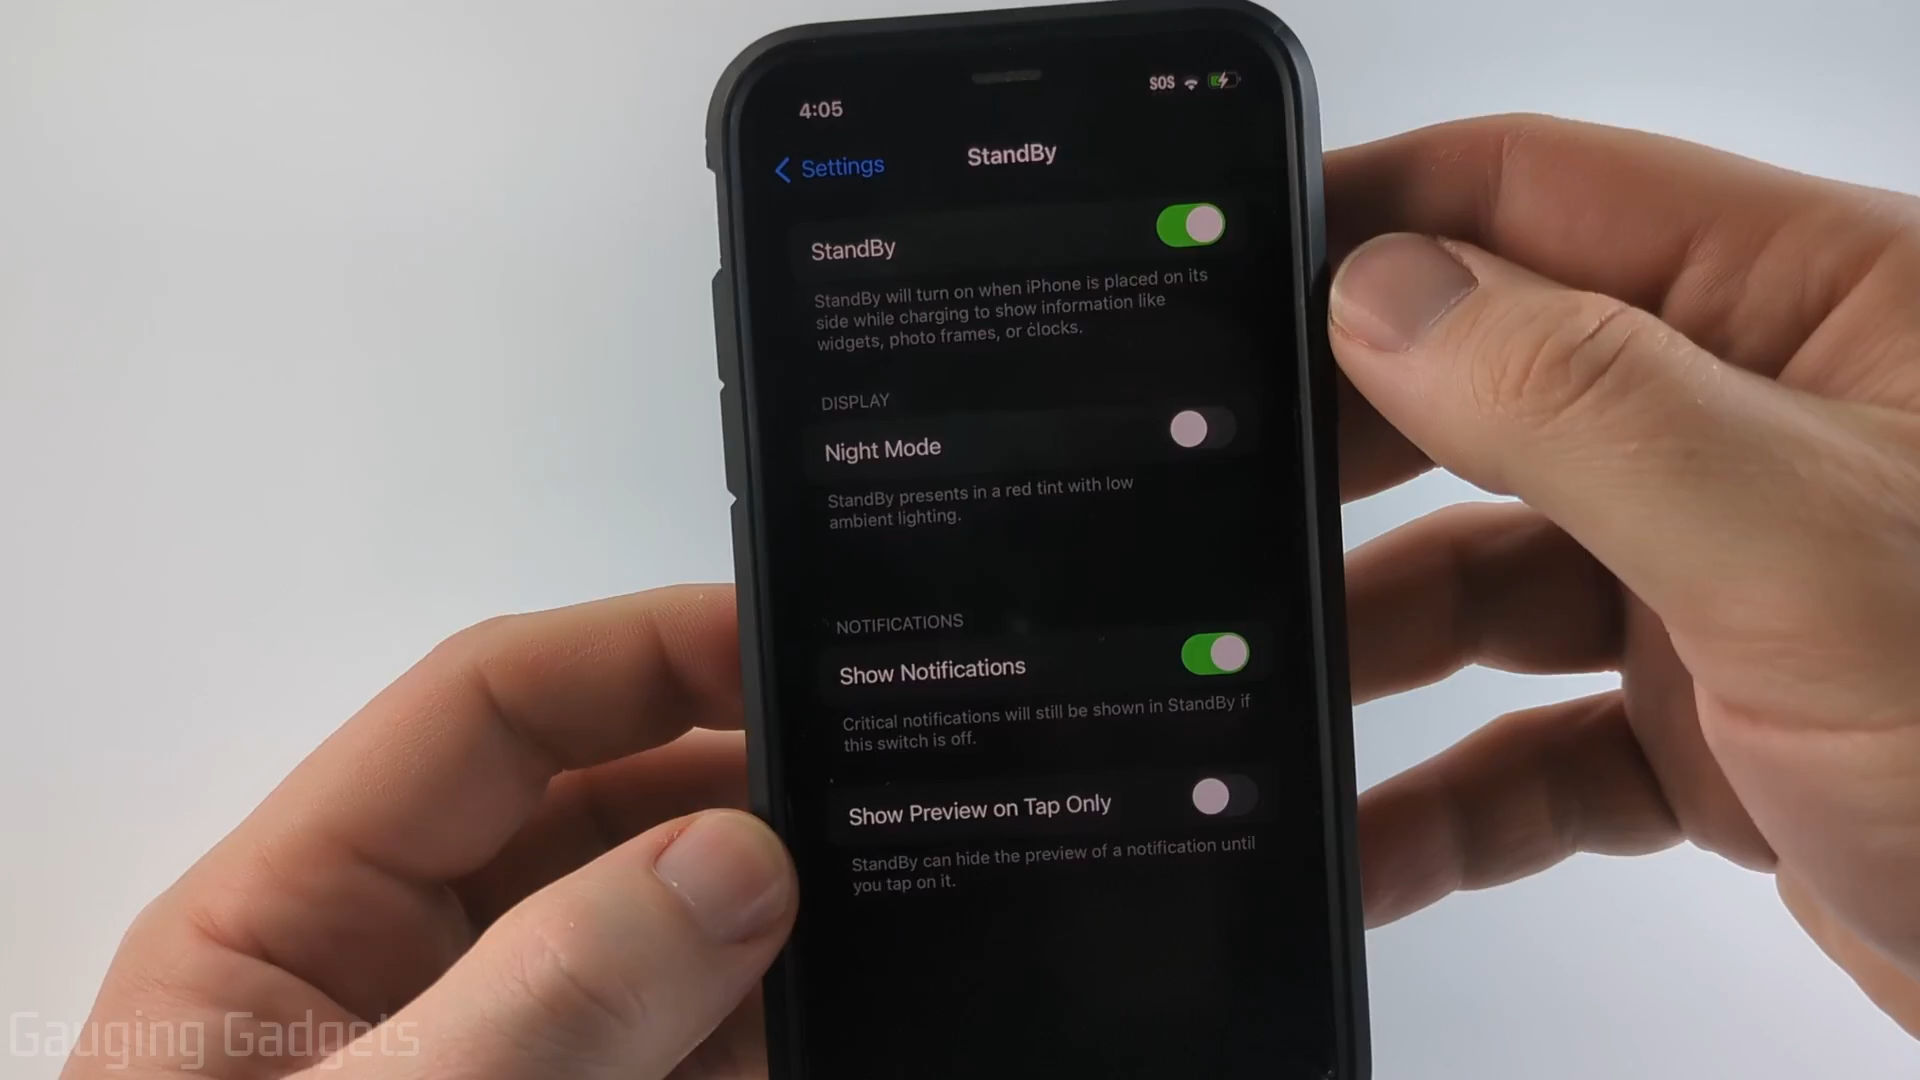 4:05
SOS
Settings
StandBy
StandBy
StandBy will turn on when iPhone is placed on its
side while charging to show information like
widgets, photo frames, or clocks.
DISPLAY
Night Mode
StandBy presents in a red tint with low
ambient lighting.
NOTIFICATIONS
Show Notifications
Critical notifications will still be shown in StandBy if
this switch is off.
Show Preview on Tap Only
StandBy can hide the preview of a notification until
you tap on it.
Gauging Gadgets